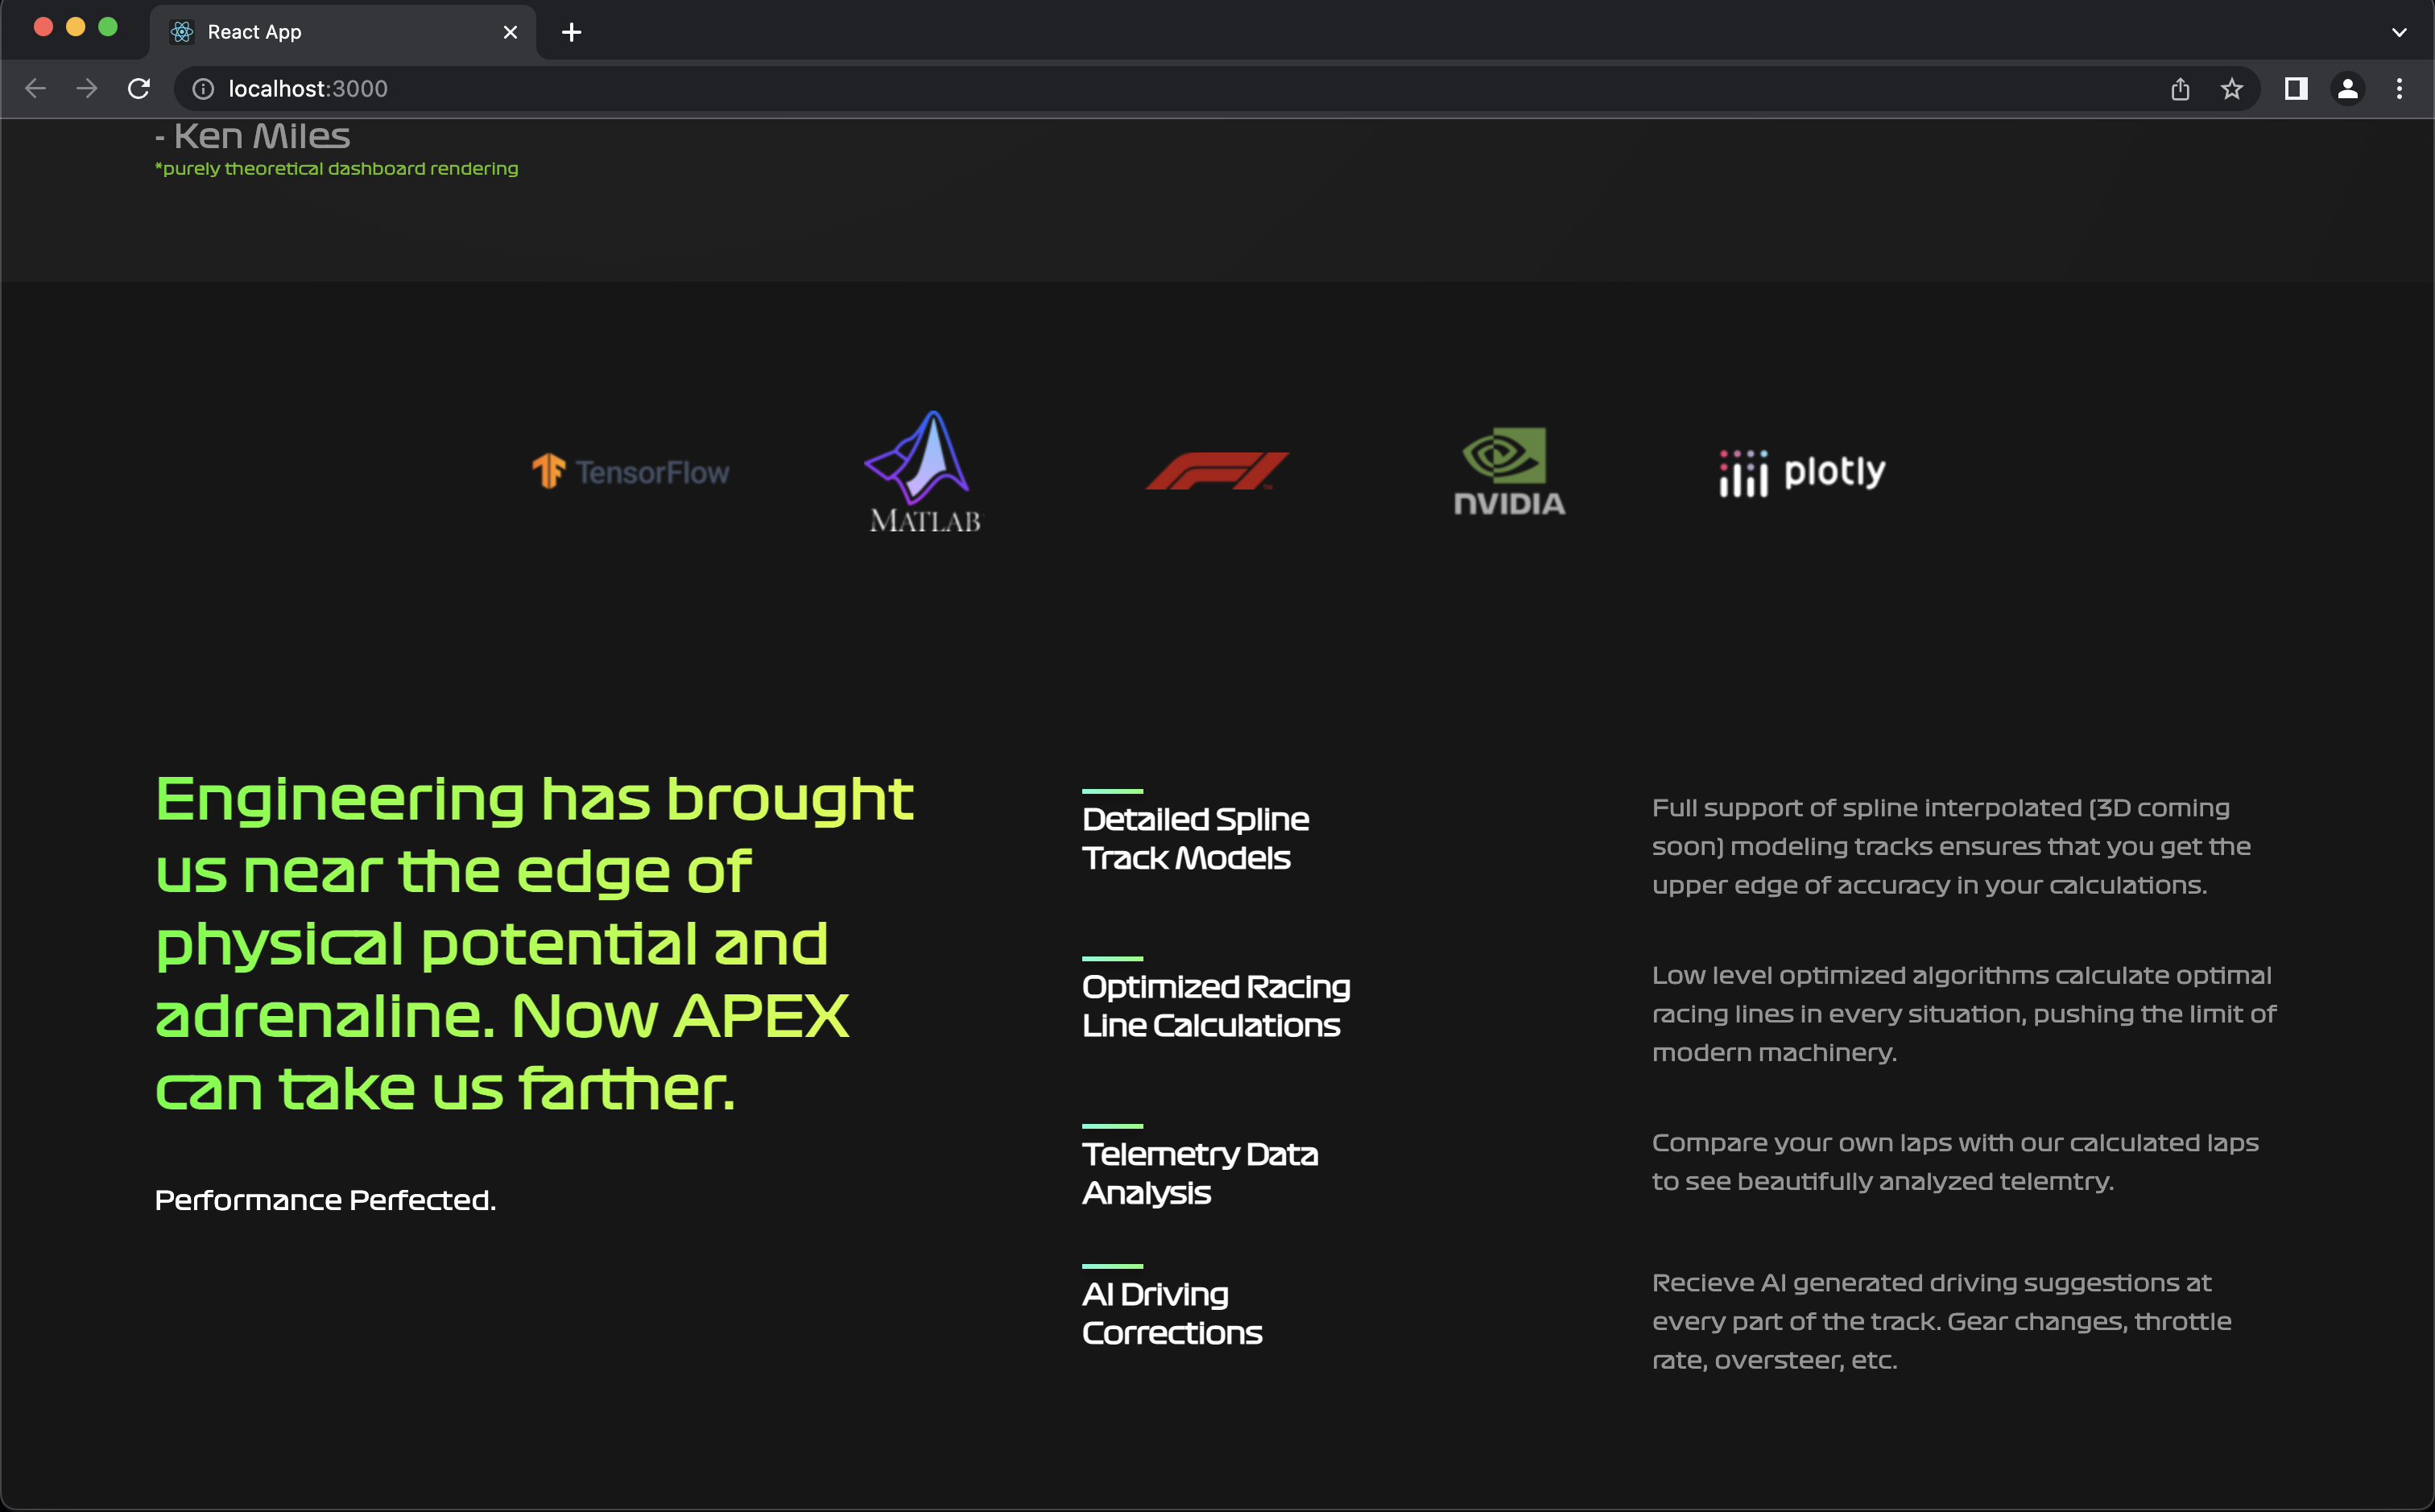 React App
localhost:3000
- Ken Miles
*purely theoretical dashboard rendering
TensorFlow
MATLAB
F1
NVIDIA
plotly
Engineering has brought
us near the edge of
physical potential and
adrenaline. Now APEX
can take us farther.
Performance Perfected.
Detailed Spline
Track Models
Full support of spline interpolated (3D coming
soon) modeling tracks ensures that you get the
upper edge of accuracy in your calculations.
Optimized Racing
Line Calculations
Low level optimized algorithms calculate optimal
racing lines in every situation, pushing the limit of
modern machinery.
Telemetry Data
Analysis
Compare your own laps with our calculated laps
to see beautifully analyzed telemtry.
AI Driving
Corrections
Recieve AI generated driving suggestions at
every part of the track. Gear changes, throttle
rate, oversteer, etc.